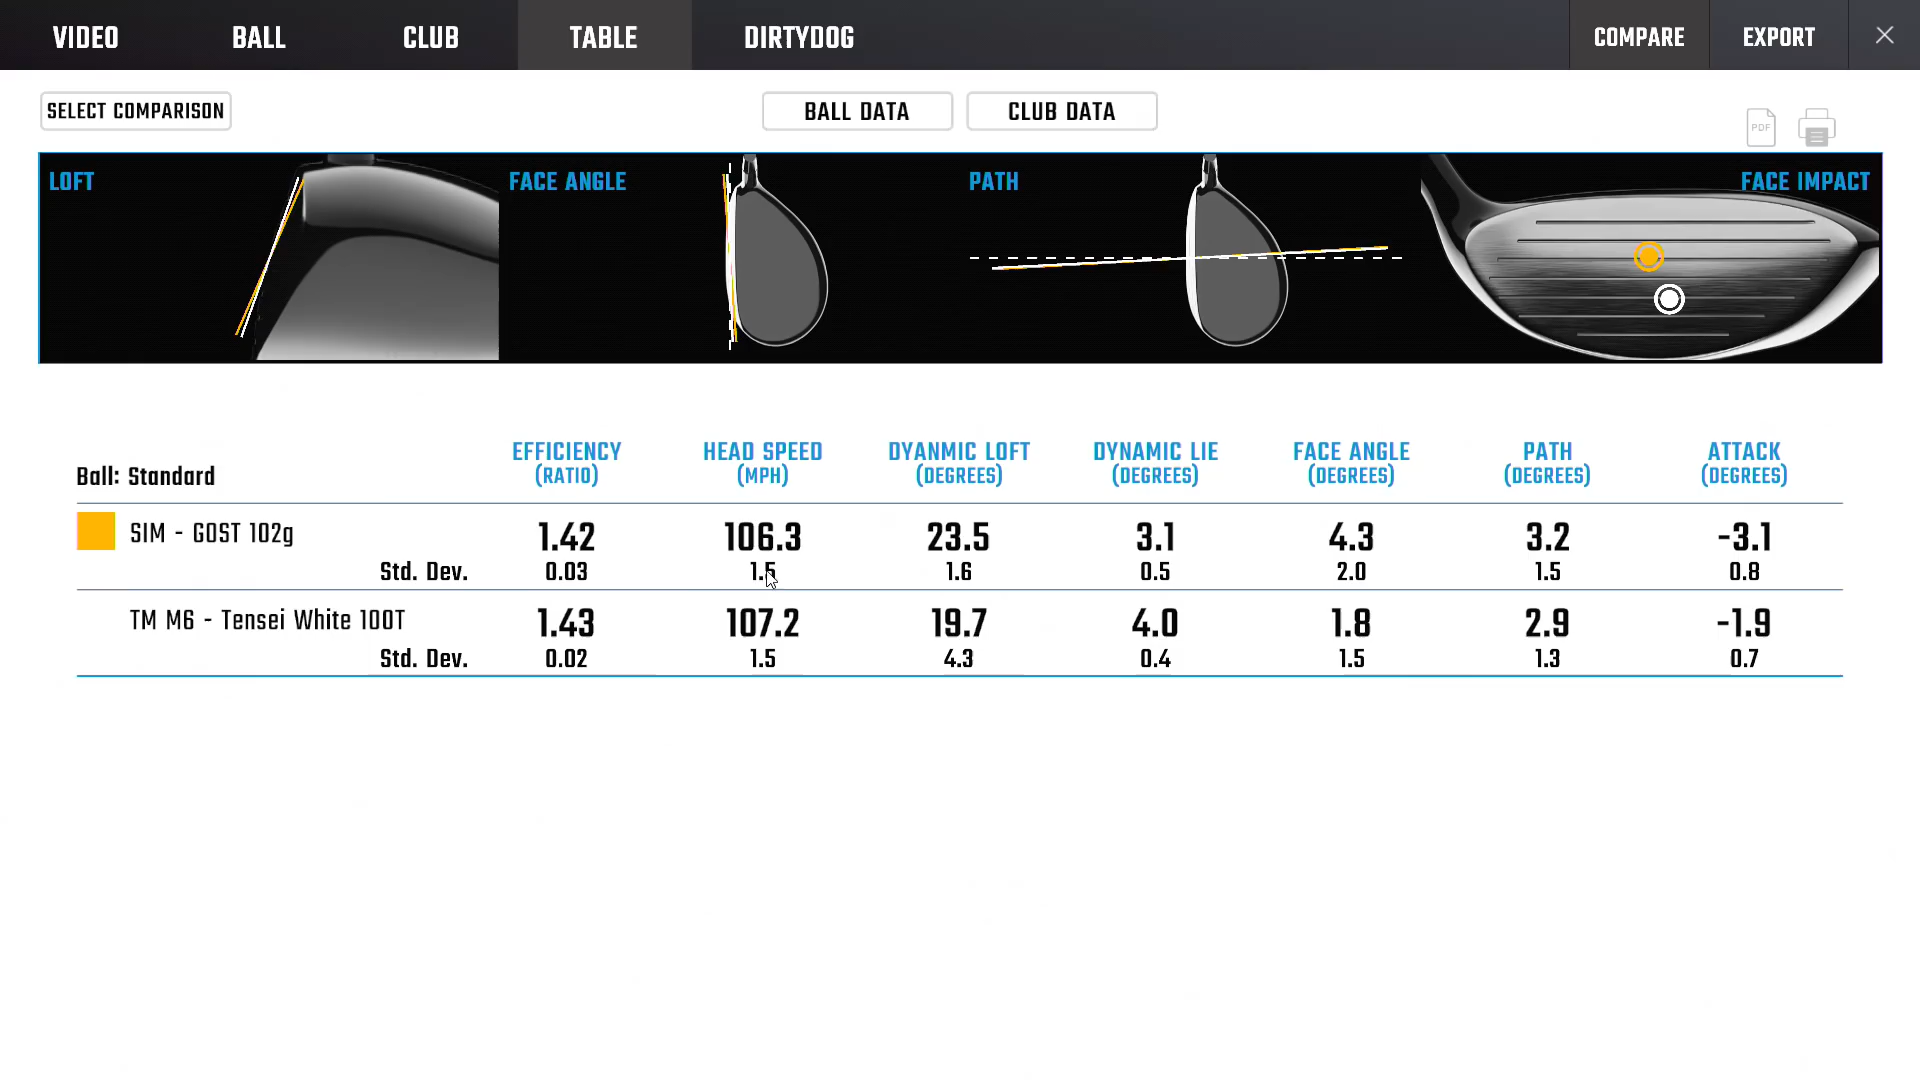 VIDEO BALL CLUB TABLE DIRTYDOG COMPARE EXPORT
SELECT COMPARISON BALL DATA CLUB DATA
PDF
LOFT FACE ANGLE PATH FACE IMPACT
EFFICIENCY HEAD SPEED DYANMIC LOFT DYNAMIC LIE FACE ANGLE PATH ATTACK
Ball: Standard (RATIO) (MPH) (DEGREES) (DEGREES) (DEGREES) (DEGREES) (DEGREES)
SIM - GOST 102g 1.42 106.3 23.5 3.1 4.3 3.2 -3.1
Std. Dev. 0.03 1.5 1.6 0.5 2.0 1.5 0.8
TM M6 - Tensei White 100T 1.43 107.2 19.7 4.0 1.8 2.9 -1.9
Std. Dev. 0.02 1.5 4.3 0.4 1.5 1.3 0.7